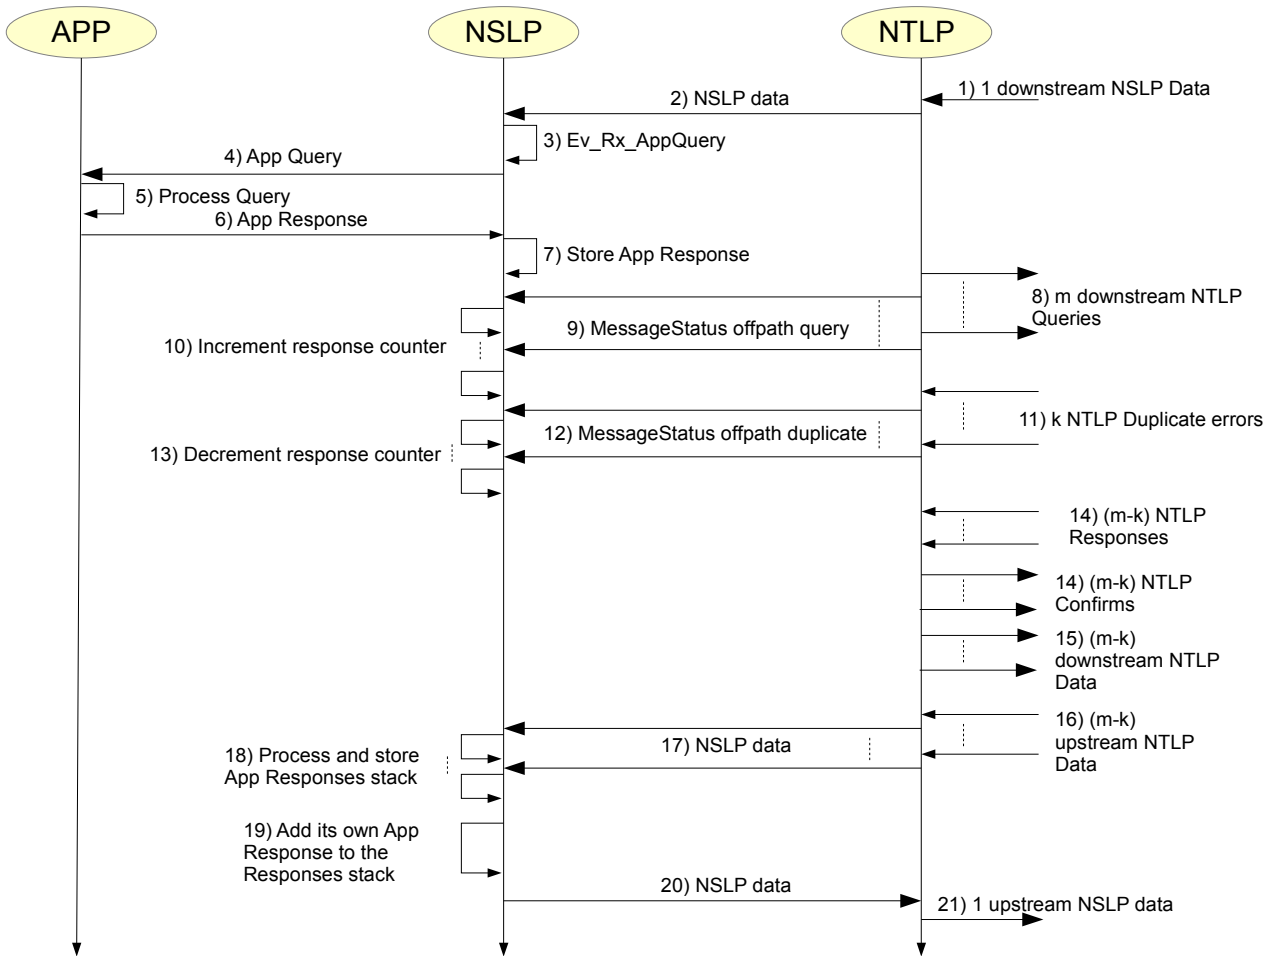 APP
NSLP
NTLP
1) 1 downstream NSLP Data
2) NSLP data
3) Ev_Rx_AppQuery
4) App Query
5) Process Query
6) App Response
7) Store App Response
8) m downstream NTLP
Queries
9) MessageStatus offpath query
10) Increment response counter
11) k NTLP Duplicate errors
12) MessageStatus offpath duplicate
13) Decrement response counter
14) (m-k) NTLP
Responses
14) (m-k) NTLP
Confirms
15) (m-k)
downstream NTLP
Data
16) (m-k)
upstream NTLP
Data
17) NSLP data
18) Process and store
App Responses stack
19) Add its own App
Response to the
Responses stack
20) NSLP data
21) 1 upstream NSLP data